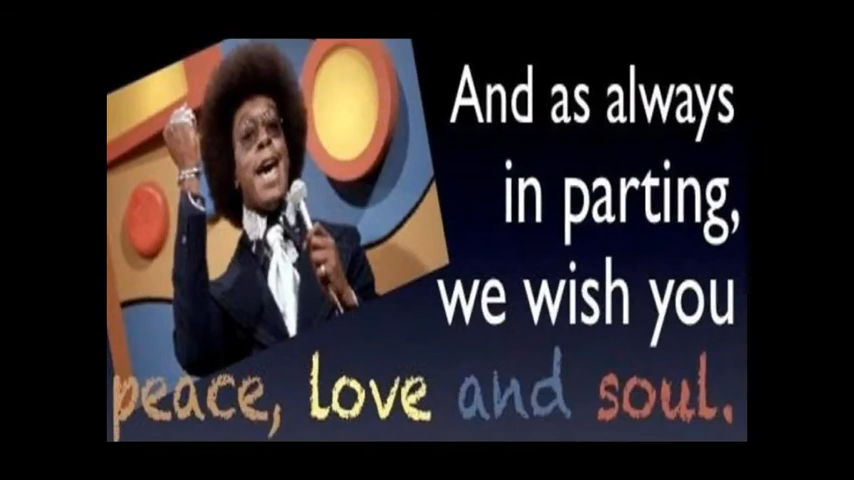 And as always
in parting,
we wish you
peace, love and soul.